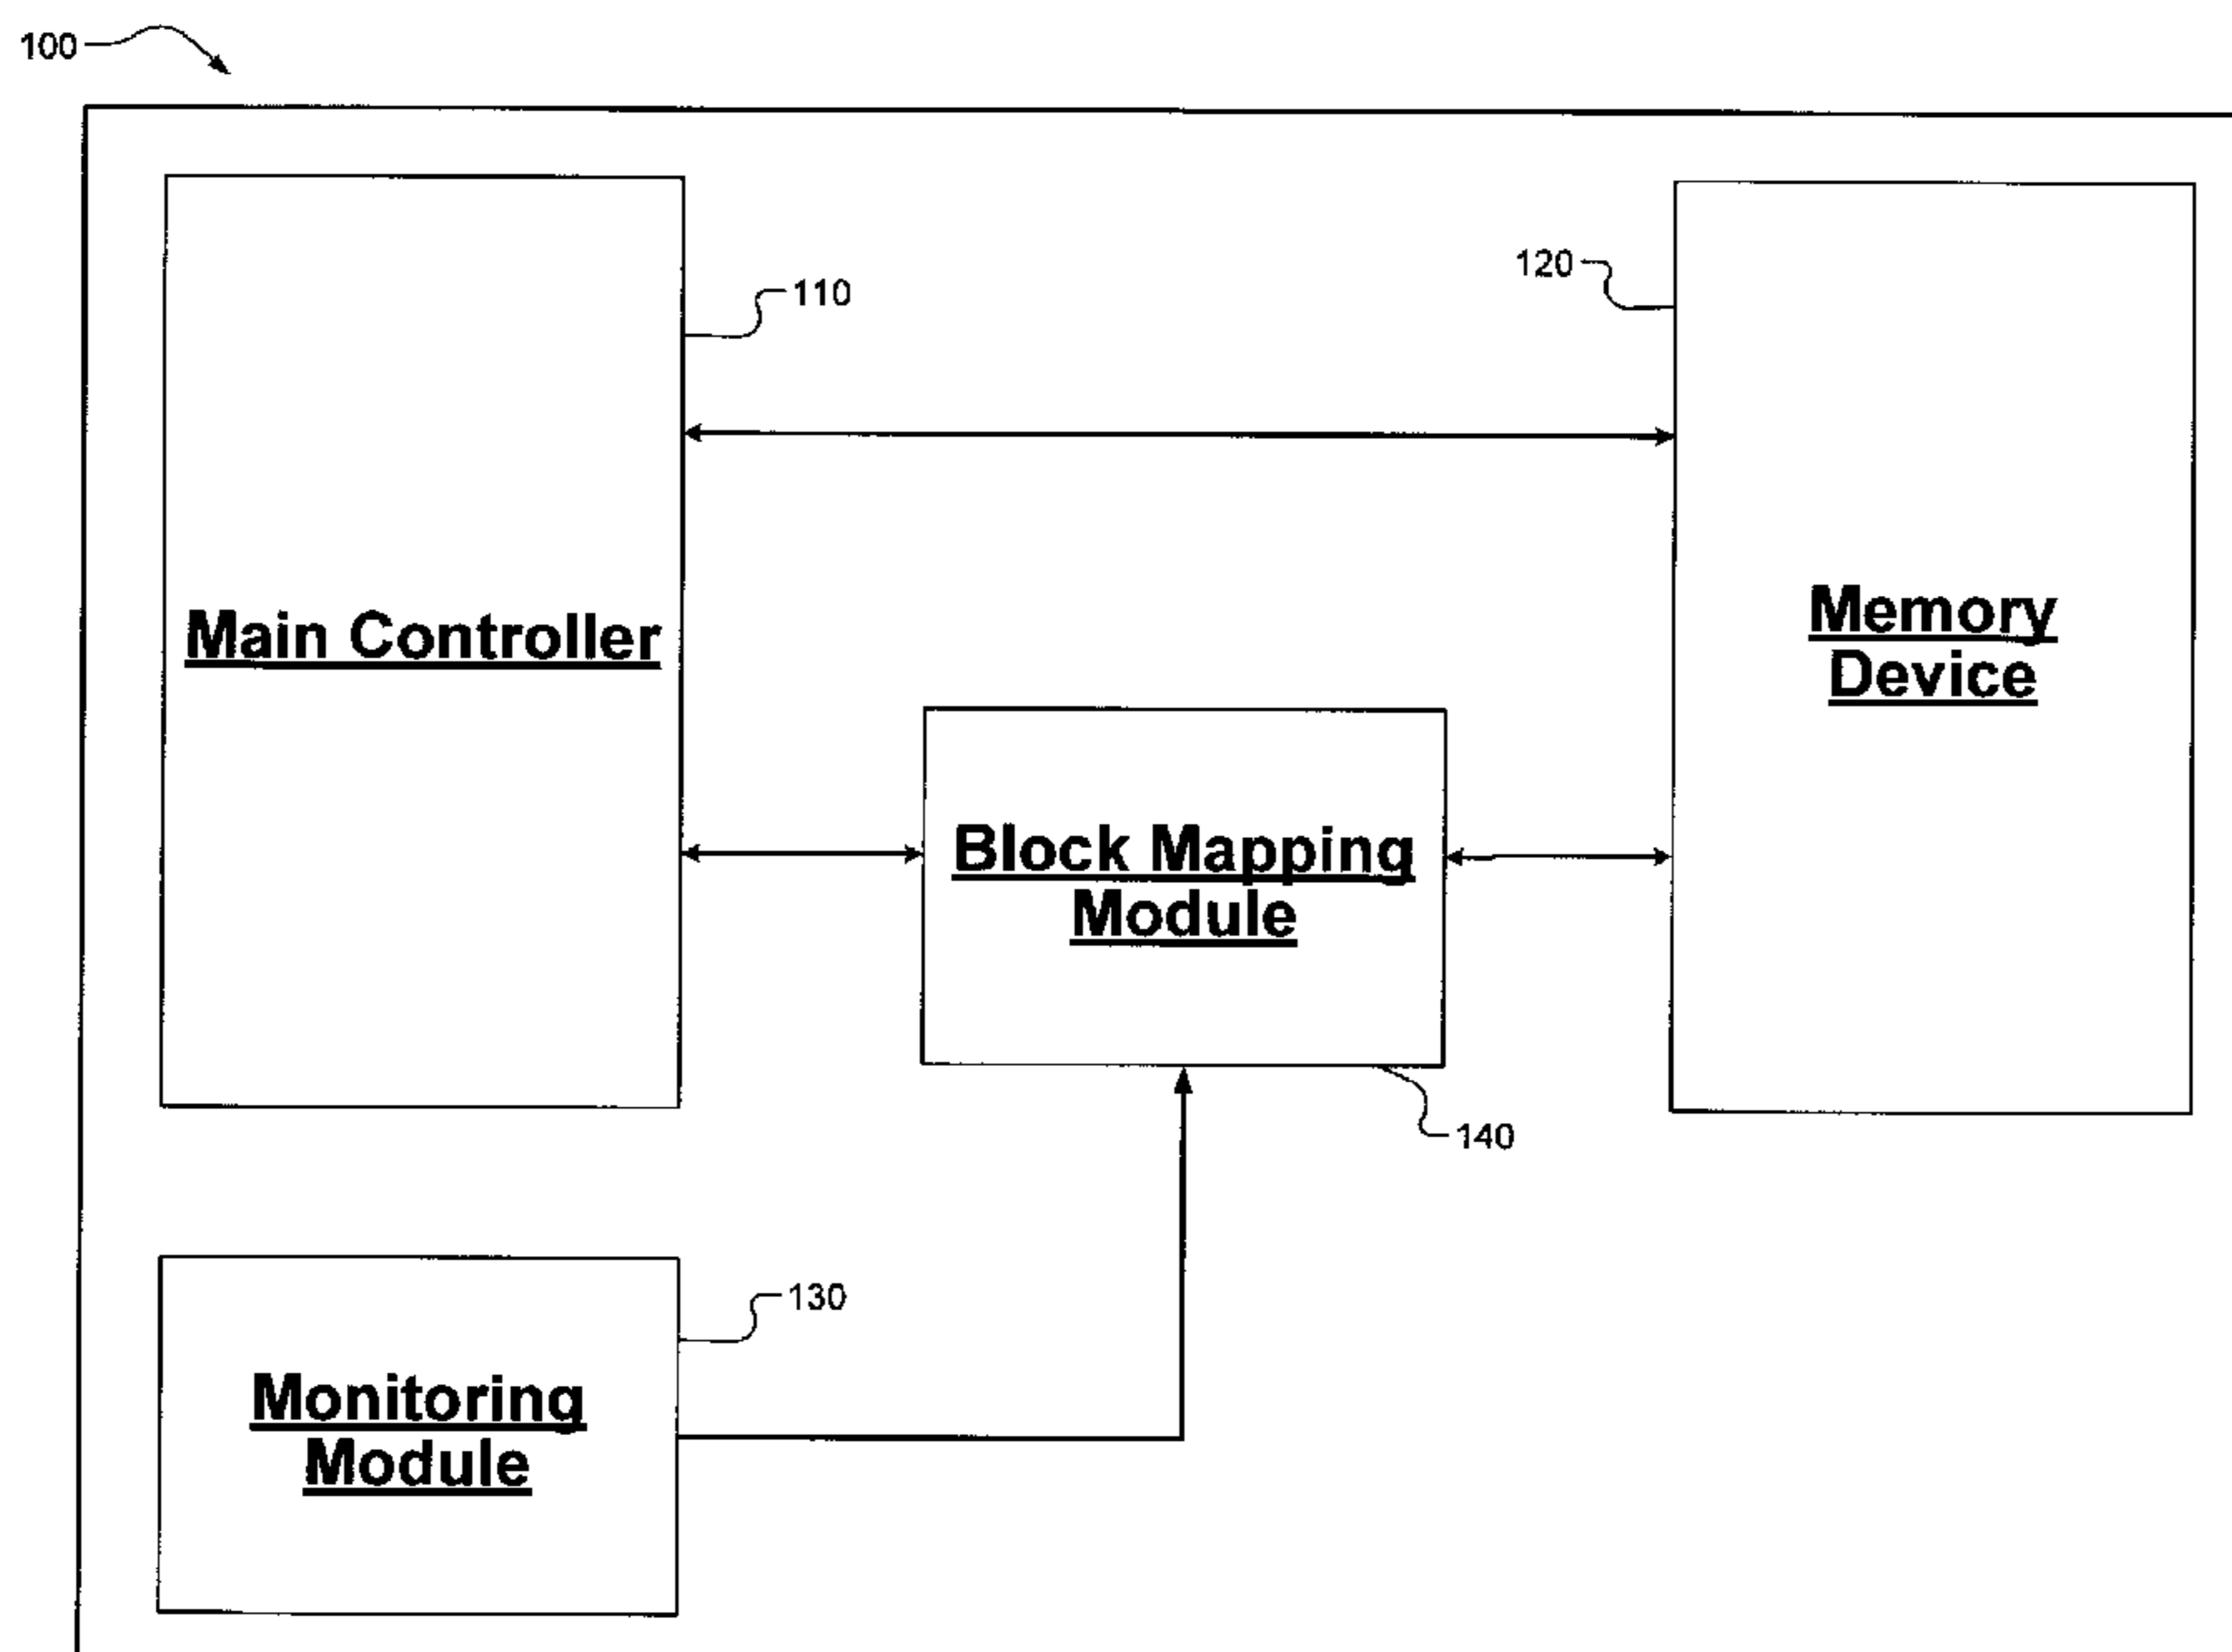 100
110
120
Main Controller
Memory
Device
Block Mapping
Module
140
130
Monitoring
Module